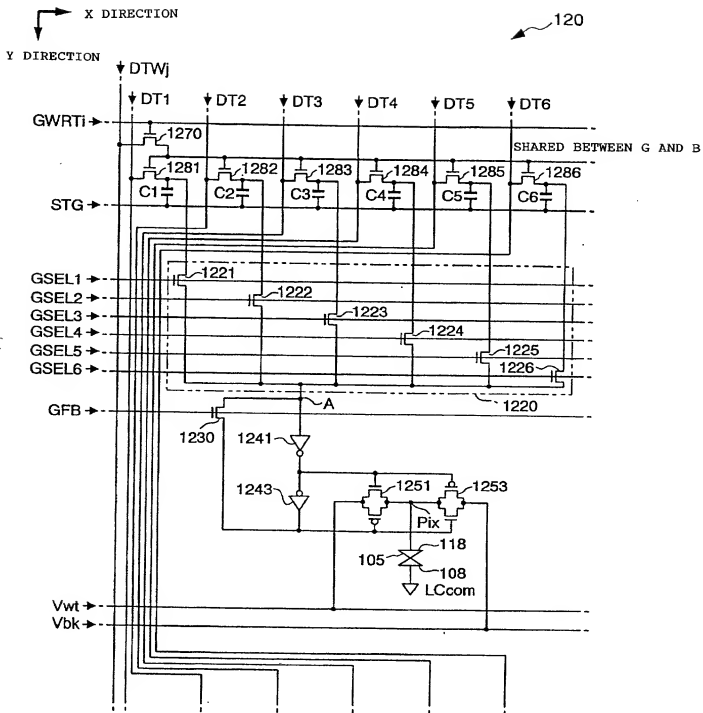 X DIRECTION
120
Y DIRECTION
DTWj
DT1 DT2 DT3 DT4 DT5 DT6
GWRTi
1270
SHARED BETWEEN G AND B
1281 1282 1283 1284 1285 1286
C1 C2 C3 C4 C5 C6
STG
GSEL1 1221
GSEL2 1222
GSEL3 1223
GSEL4 1224
GSEL5 1225
GSEL6 1226
1220
GFB A
1230
1241
1243 1251 1253
Pix
118
105
108
LCcom
Vwt
Vbk